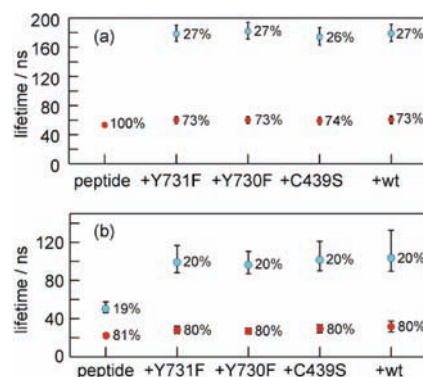 200
(a)
27%
27%
26%
27%
160
120
80
100%
73%
73%
74%
73%
40
0
lifetime / ns
peptide
+Y731F
+Y730F
+C439S
+wt
(b)
120
20%
20%
20%
20%
80
40
19%
81%
80%
80%
80%
80%
0
lifetime / ns
peptide
+Y731F
+Y730F
+C439S
+wt